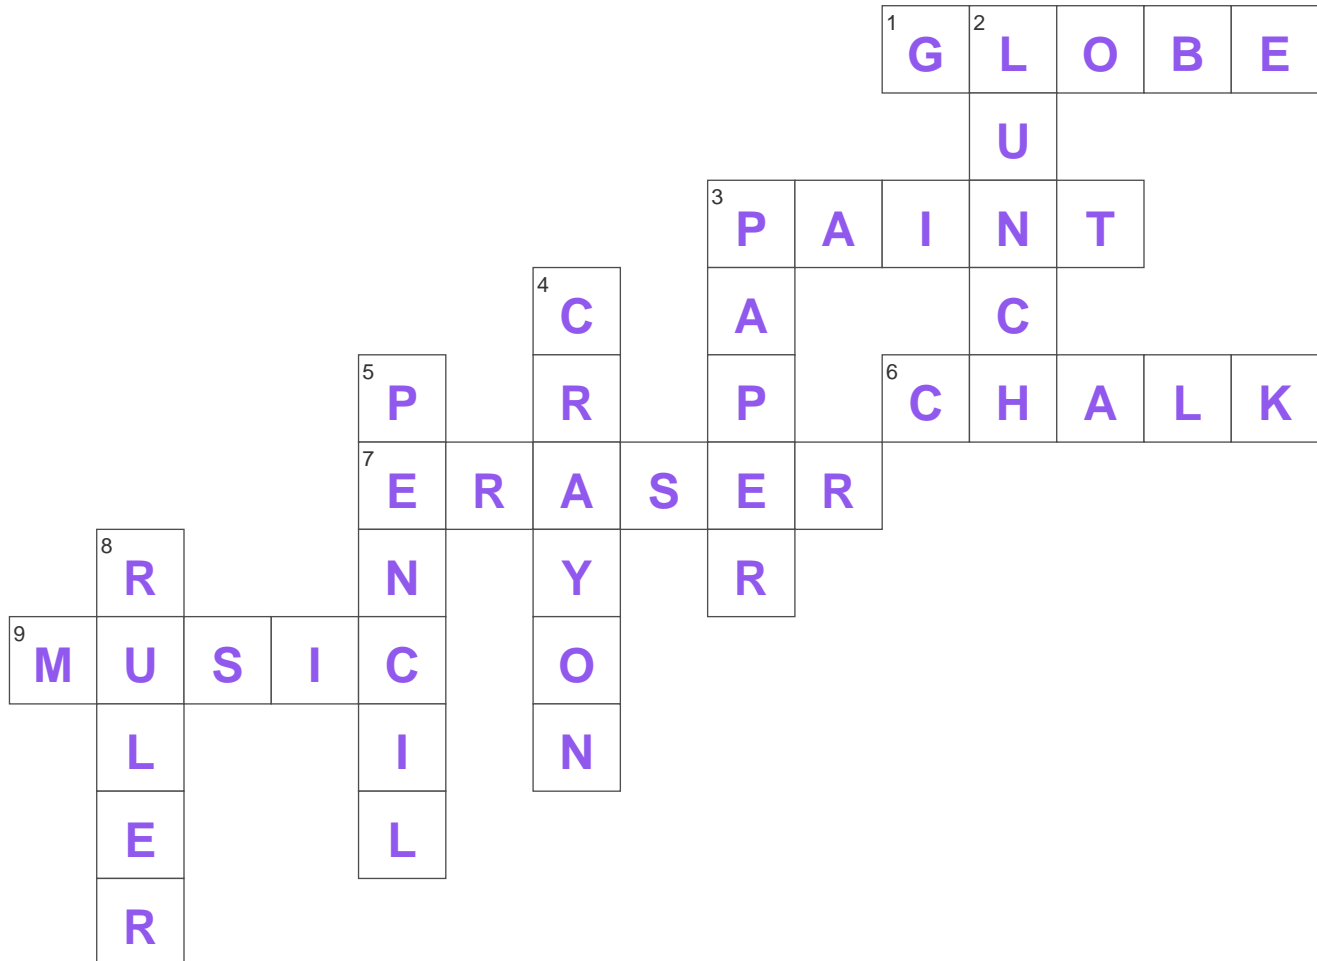 1 G 2 L O B E
U
3 P A I N T
4 C A C
5 P R P 6 C H A L K
7 E R A S E R
8 R N Y R
9 M U S I C O
L I N
E L
R